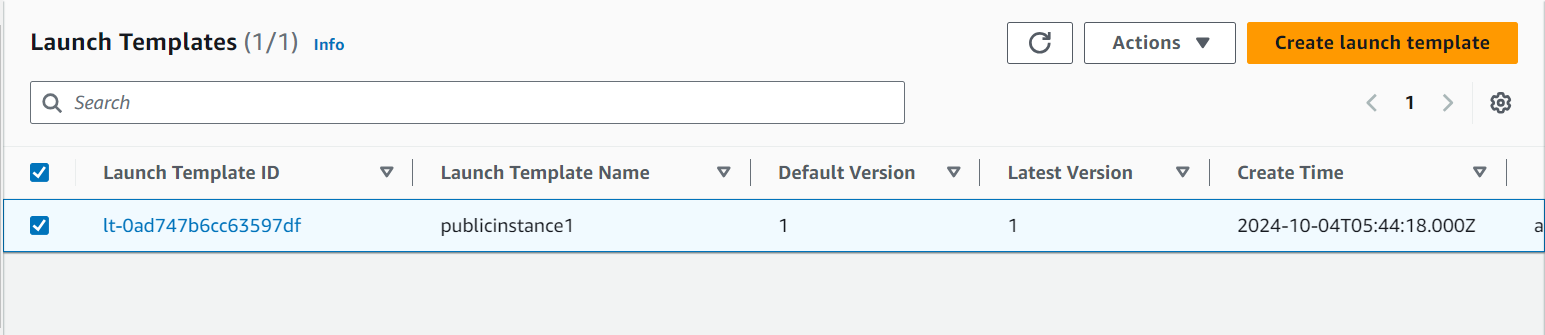 Launch Templates (1/1) Info
Actions
Create launch template
Search
1
Launch Template ID Launch Template Name Default Version Latest Version Create Time
lt-0ad747b6cc63597df publicinstance1 1 1 2024-10-04T05:44:18.000Z a